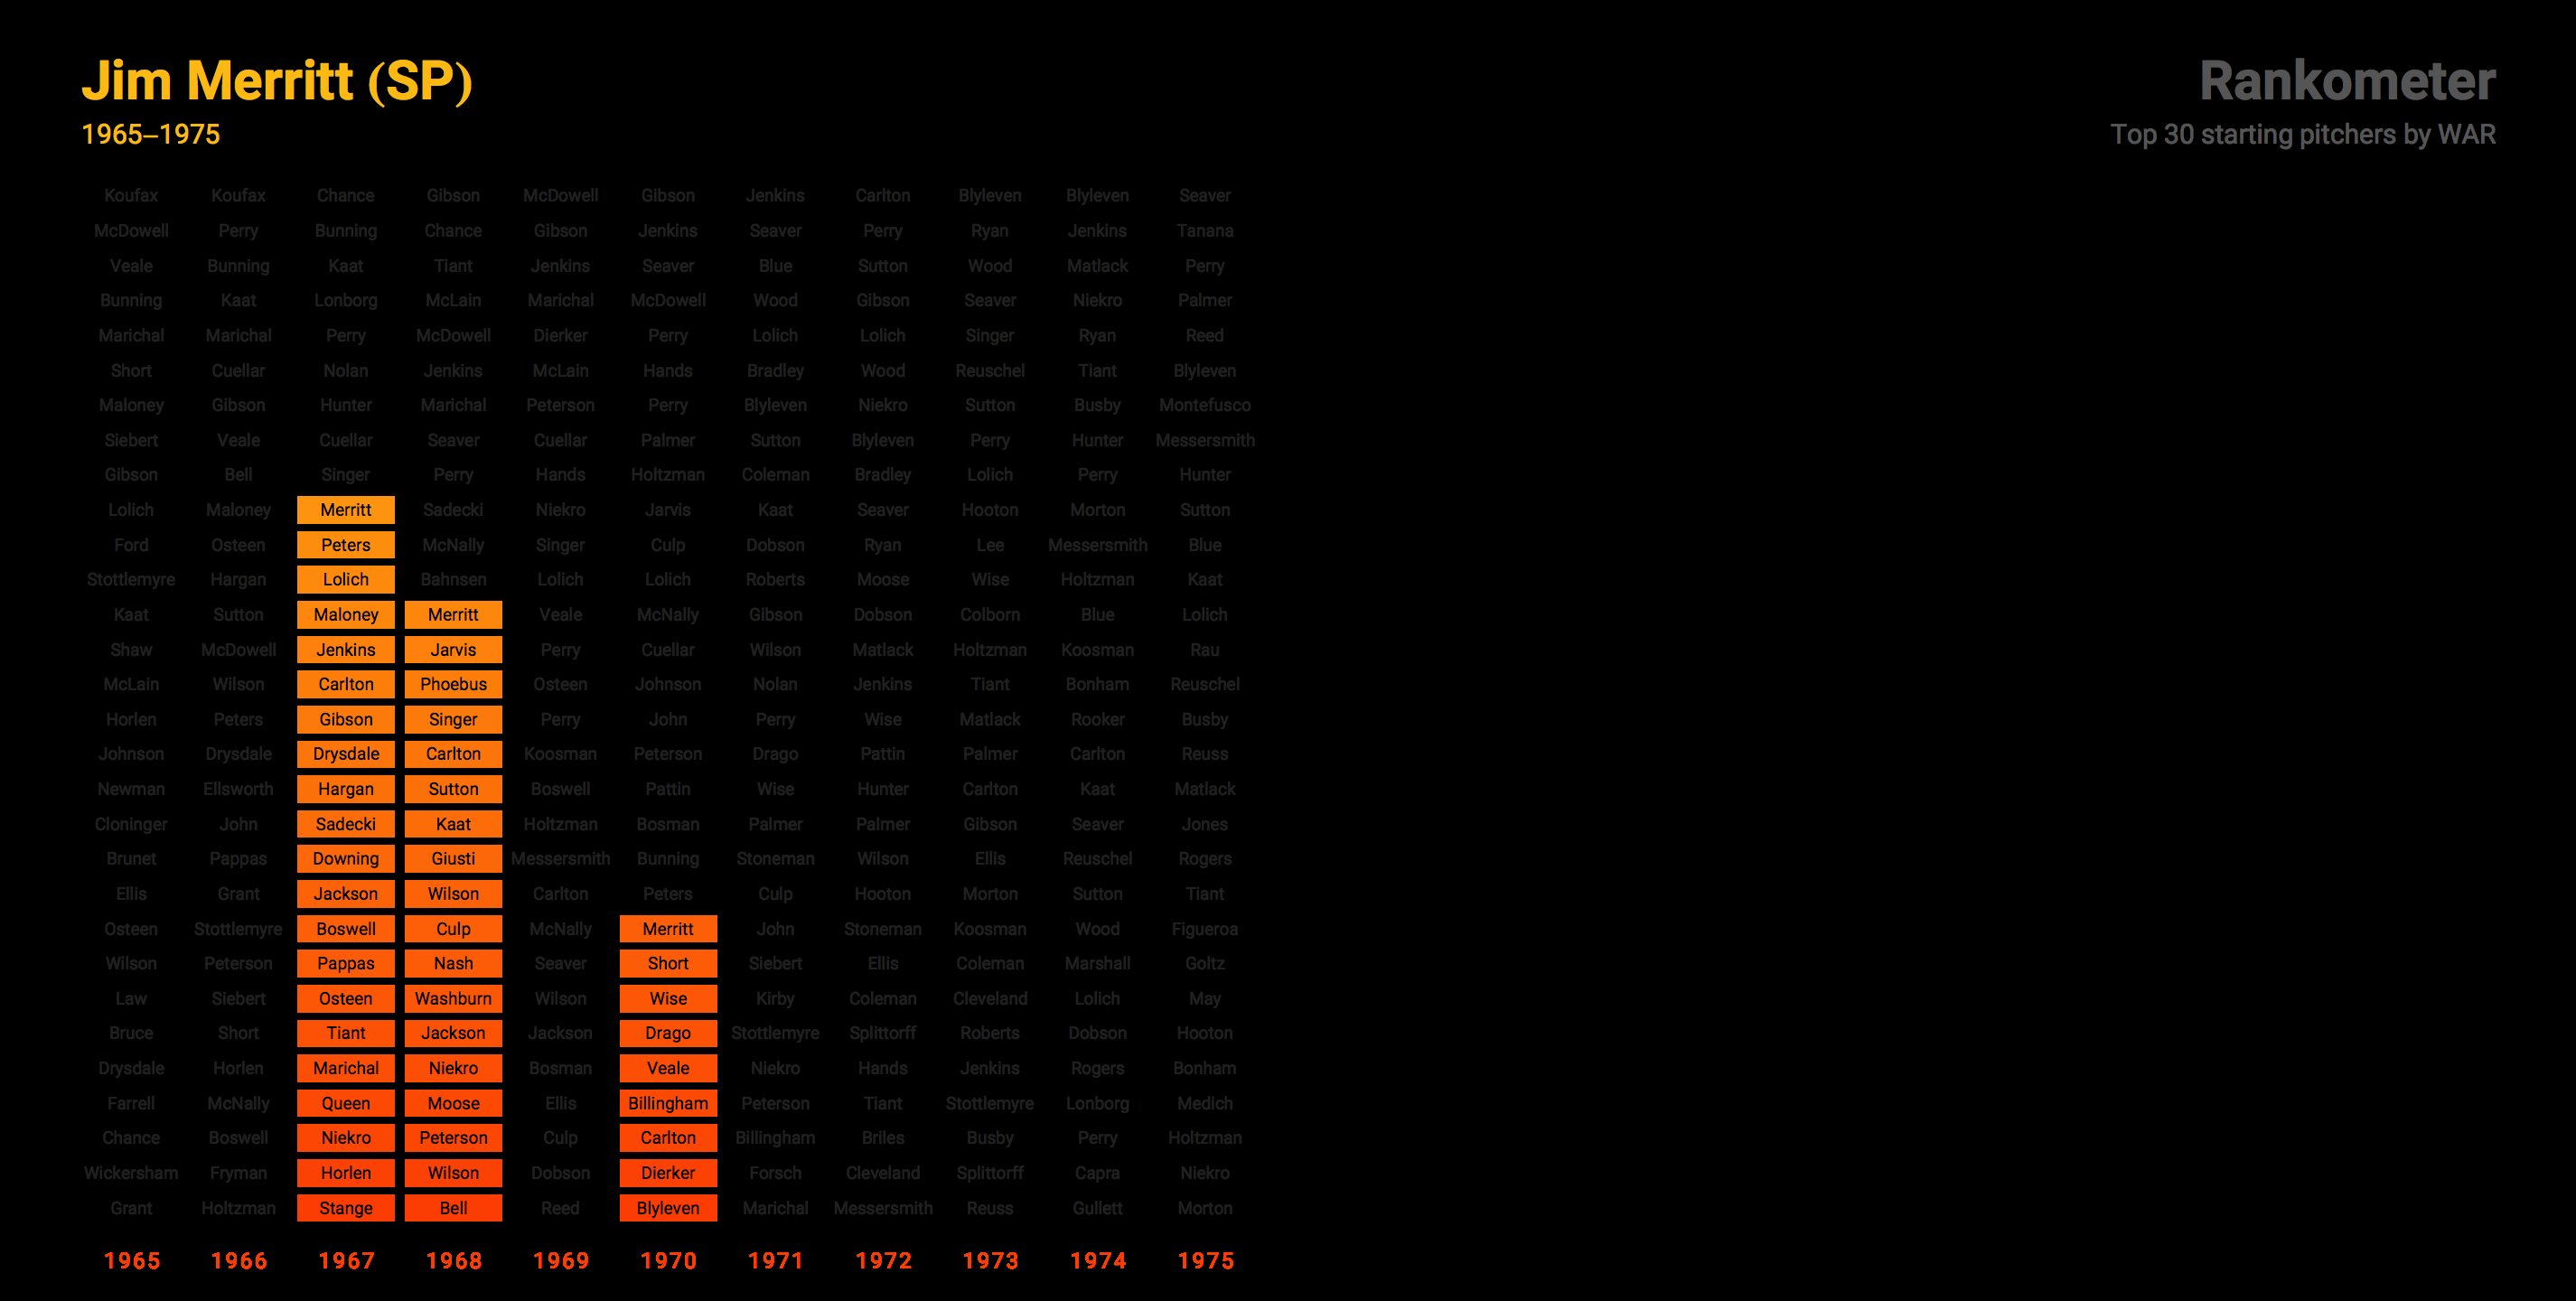 Jim Merritt (SP)
1965–1975
Rankometer
Top 30 starting pitchers by WAR
Koufax Koufax Chance Gibson McDowell Gibson Jenkins Carlton Blyleven Blyleven Seaver
McDowell Perry Bunning Chance Gibson Jenkins Seaver Perry Ryan Jenkins Tanana
Veale Bunning Kaat Tiant Jenkins Seaver Blue Sutton Wood Matlack Perry
Bunning Kaat Lonborg McLain Marichal McDowell Wood Gibson Seaver Niekro Palmer
Marichal Marichal Perry McDowell Dierker Perry Lolich Lolich Singer Ryan Reed
Short Cuellar Nolan Jenkins McLain Hands Bradley Wood Reuschel Tiant Blyleven
Maloney Gibson Hunter Marichal Peterson Perry Blyleven Niekro Sutton Busby Montefusco
Siebert Veale Cuellar Seaver Cuellar Palmer Sutton Blyleven Perry Hunter Messersmith
Gibson Bell Singer Perry Hands Holtzman Coleman Bradley Lolich Perry Hunter
Lolich Maloney Merritt Sadecki Niekro Jarvis Kaat Seaver Hooton Morton Sutton
Ford Osteen Peters McNally Singer Culp Dobson Ryan Lee Messersmith Blue
Stottlemyre Hargan Lolich Bahnsen Lolich Lolich Roberts Moose Wise Holtzman Kaat
Kaat Sutton Maloney Merritt Veale McNally Gibson Dobson Colborn Blue Lolich
Shaw McDowell Jenkins Jarvis Perry Cuellar Wilson Matlack Holtzman Koosman Rau
McLain Wilson Carlton Phoebus Osteen Johnson Nolan Jenkins Tiant Bonham Reuschel
Horlen Peters Gibson Singer Perry John Perry Wise Matlack Rooker Busby
Johnson Drysdale Drysdale Carlton Koosman Peterson Drago Pattin Palmer Carlton Reuss
Newman Ellsworth Hargan Sutton Boswell Pattin Wise Hunter Carlton Kaat Matlack
Cloninger John Sadecki Kaat Holtzman Bosman Palmer Palmer Gibson Seaver Jones
Brunet Pappas Downing Giusti Messersmith Bunning Stoneman Wilson Ellis Reuschel Rogers
Ellis Grant Jackson Wilson Carlton Peters Culp Hooton Morton Sutton Tiant
Osteen Stottlemyre Boswell Culp McNally Merritt John Stoneman Koosman Wood Figueroa
Wilson Peterson Pappas Nash Seaver Short Siebert Ellis Coleman Marshall Goltz
Law Siebert Osteen Washburn Wilson Wise Kirby Coleman Cleveland Lolich May
Bruce Short Tiant Jackson Jackson Drago Stottlemyre Splittorff Roberts Dobson Hooton
Drysdale Horlen Marichal Niekro Bosman Veale Niekro Hands Jenkins Rogers Bonham
Farrell McNally Queen Moose Ellis Billingham Peterson Tiant Stottlemyre Lonborg Medich
Chance Boswell Niekro Peterson Culp Carlton Billingham Briles Busby Perry Holtzman
Wickersham Fryman Horlen Wilson Dobson Dierker Forsch Cleveland Splittorff Capra Niekro
Grant Holtzman Stange Bell Reed Blyleven Marichal Messersmith Reuss Gullett Morton
1965 1966 1967 1968 1969 1970 1971 1972 1973 1974 1975